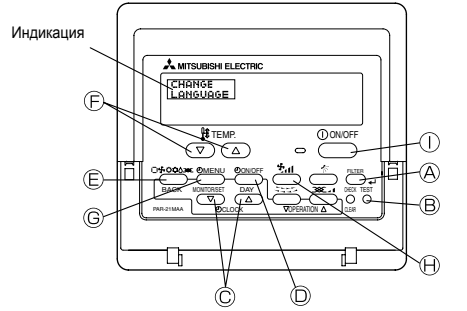 Индикация
MITSUBISHI ELECTRIC
CHANGE
LANGUAGE
F
TEMP.
ON/OFF
I
E
MENU
ON/OFF
FILTER
A
BACK
MONITOR/SET
DAY
CHECK TEST
B
G
PAR-21MAA
CLOCK
OPERATION
CLEAR
C
D
H